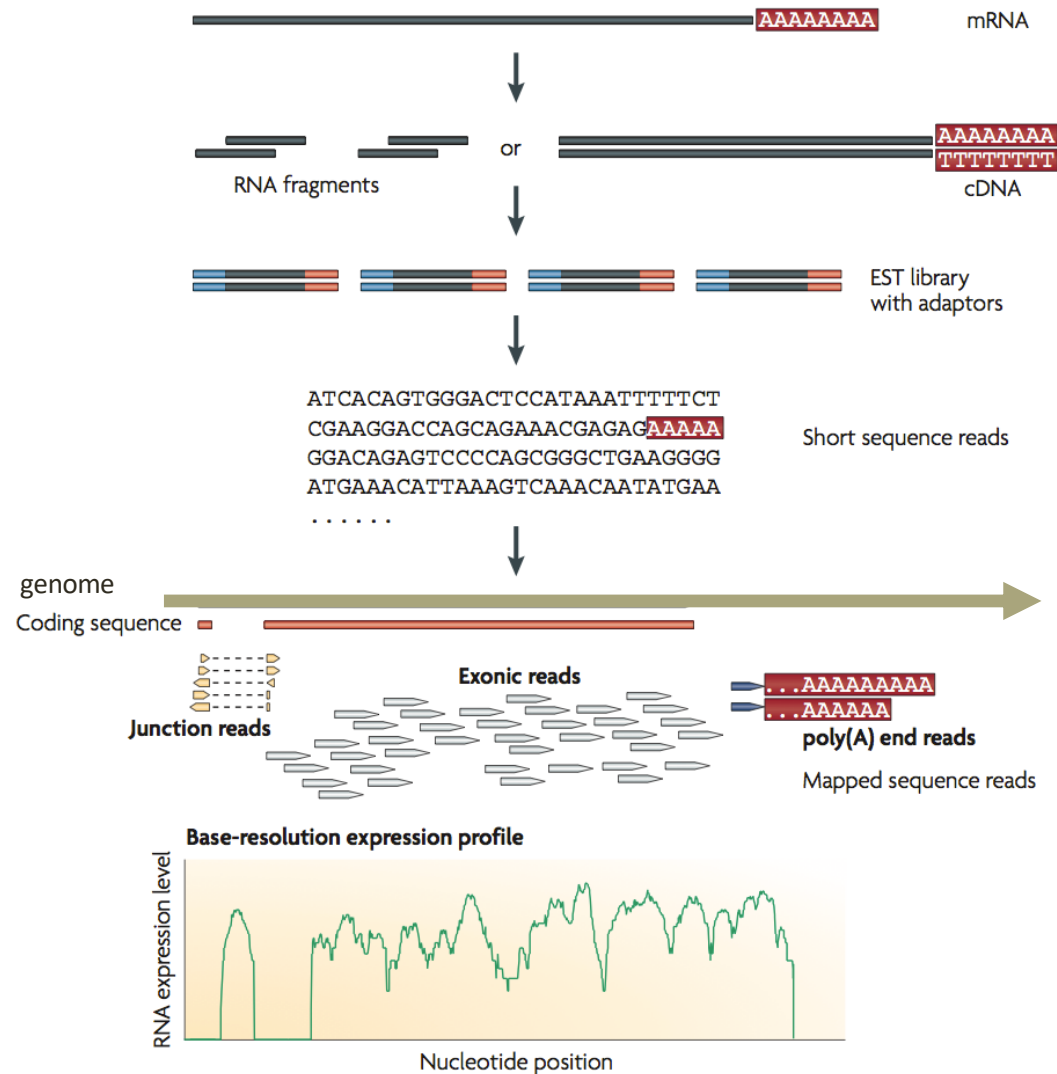 AAAAAAAA
mRNA
or
AAAAAAAA
TTTTTTTT
RNA fragments
cDNA
EST library
with adaptors
ATCACAGTGGGACTCCATAAATTTTTCT
CGAAGGACCAGCAGAAACGAGAGAAAAA
GGACAGAGTCCCCAGCGGGCTGAAGGGG
ATGAAACATTAAAGTCAAACAATATGAA
......
Short sequence reads
genome
Coding sequence
Junction reads
Exonic reads
...AAAAAAAAA
...AAAAAA
poly(A) end reads
Mapped sequence reads
Base-resolution expression profile
RNA expression level
Nucleotide position